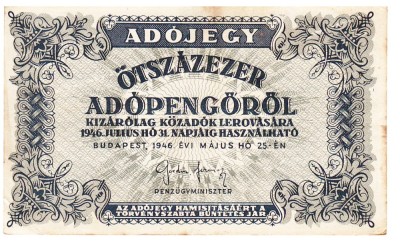 ADÓJEGY
ÖTSZÁZEZER
ADÓPENGŐRŐL
KIZÁRÓLAG KÖZADÓK LEROVÁSÁRA
1946. JULIUS HÓ 31. NAPJÁIG HASZNÁLHATÓ
BUDAPEST, 1946. ÉVI MÁJUS HÓ 25-ÉN
PÉNZÜGYMINISZTER
AZ ADÓJEGY HAMISÍTÁSÁÉRT
TÖRVÉNYSZABTA BÜNTETÉS JÁR.